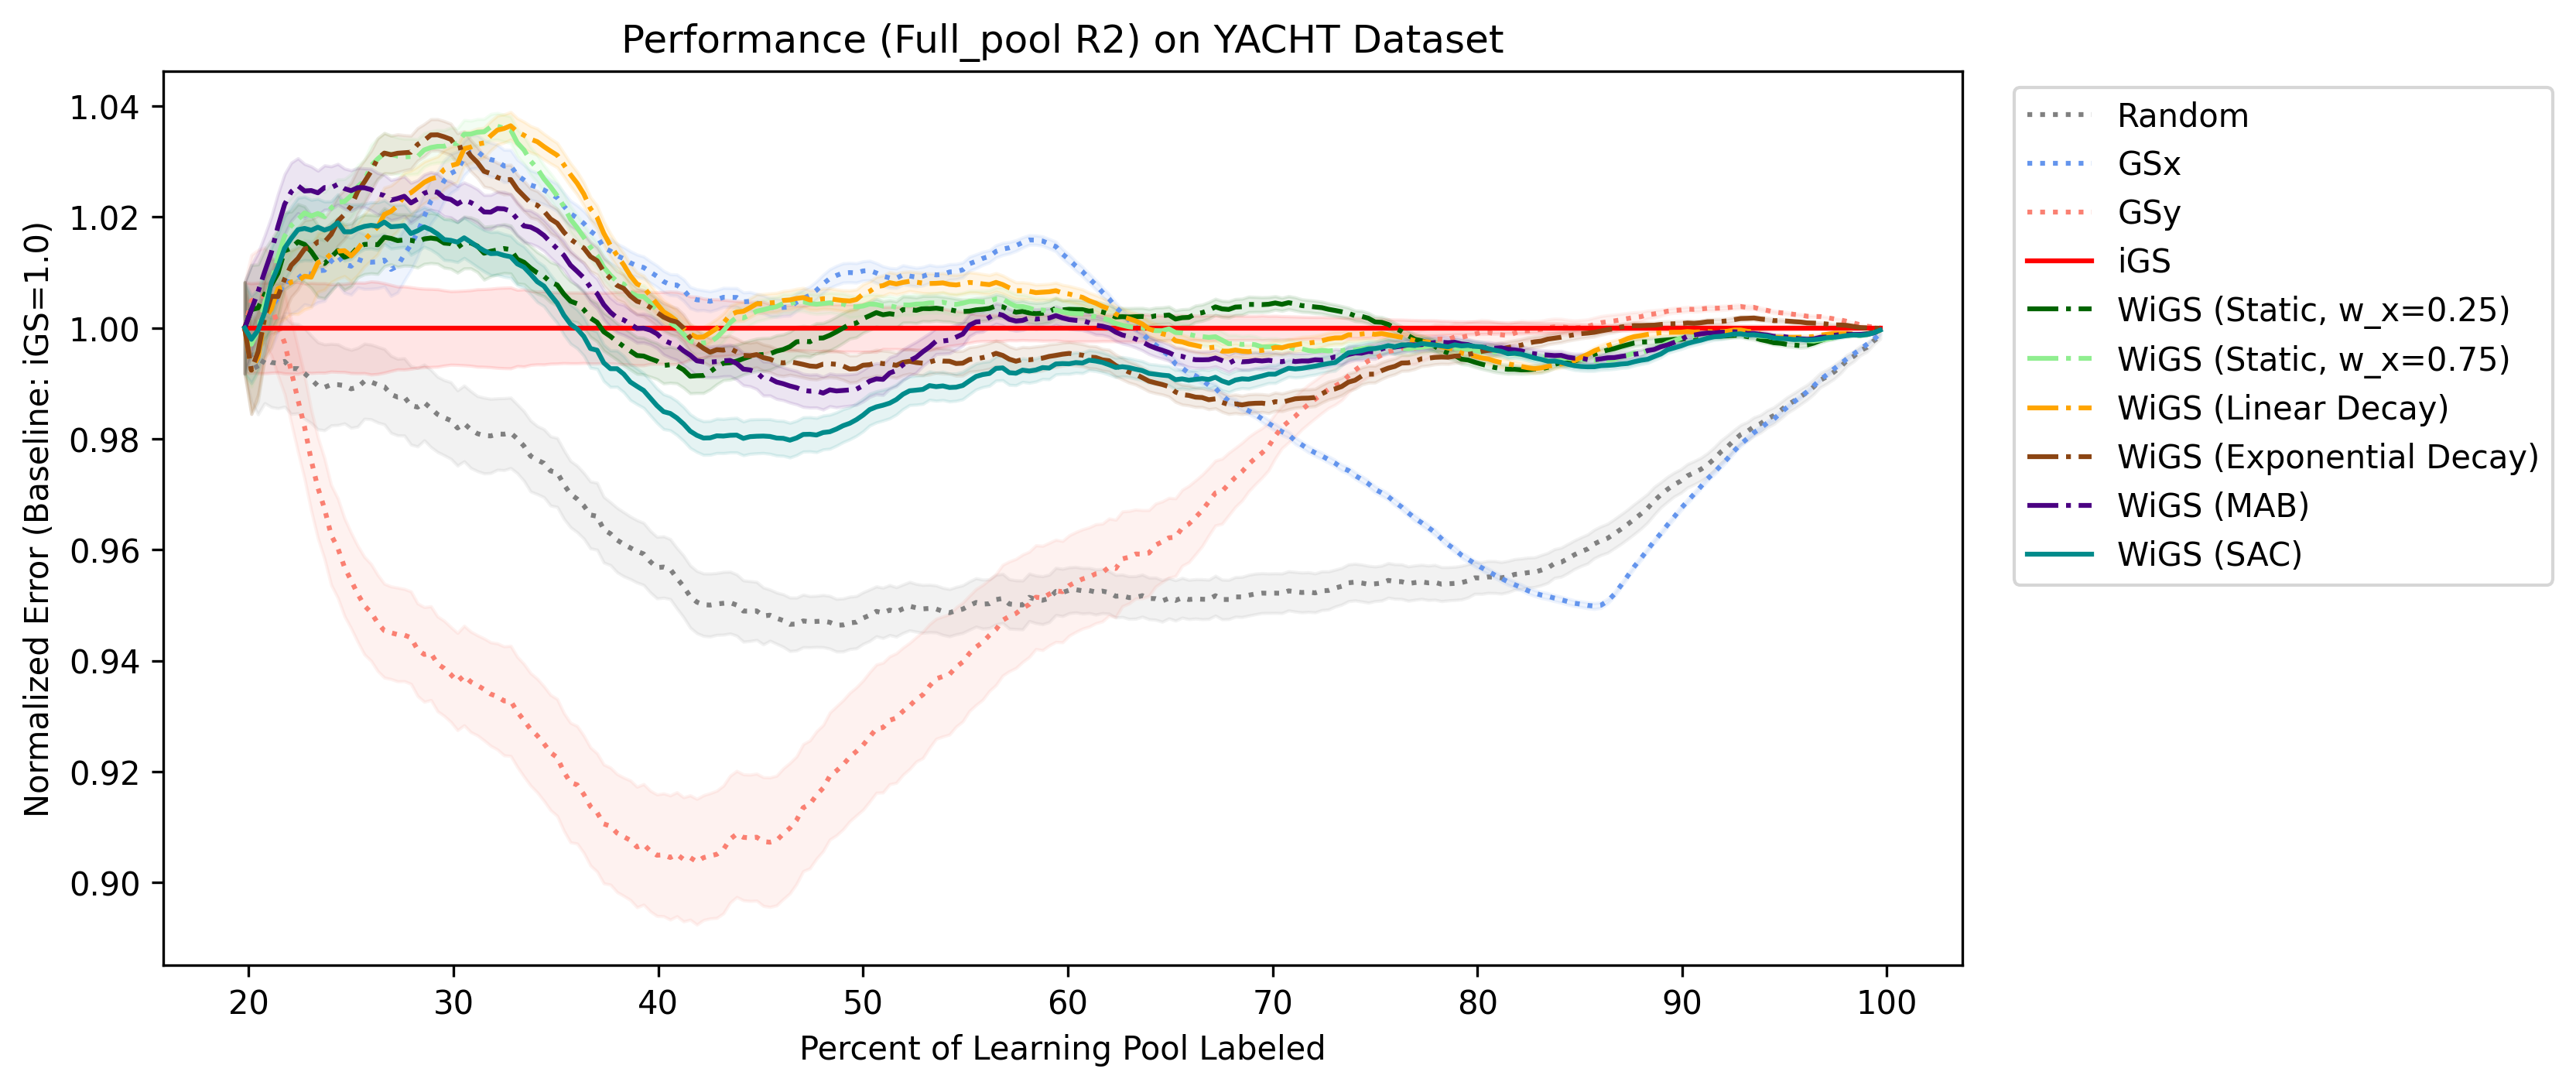 Performance (Full_pool R2) on YACHT Dataset
Normalized Error (Baseline: iGS=1.0)
1.04
1.02
1.00
0.98
0.96
0.94
0.92
0.90
20 30 40 50 60 70 80 90 100
Percent of Learning Pool Labeled
Random
GSx
GSy
iGS
WiGS (Static, w_x=0.25)
WiGS (Static, w_x=0.75)
WiGS (Linear Decay)
WiGS (Exponential Decay)
WiGS (MAB)
WiGS (SAC)